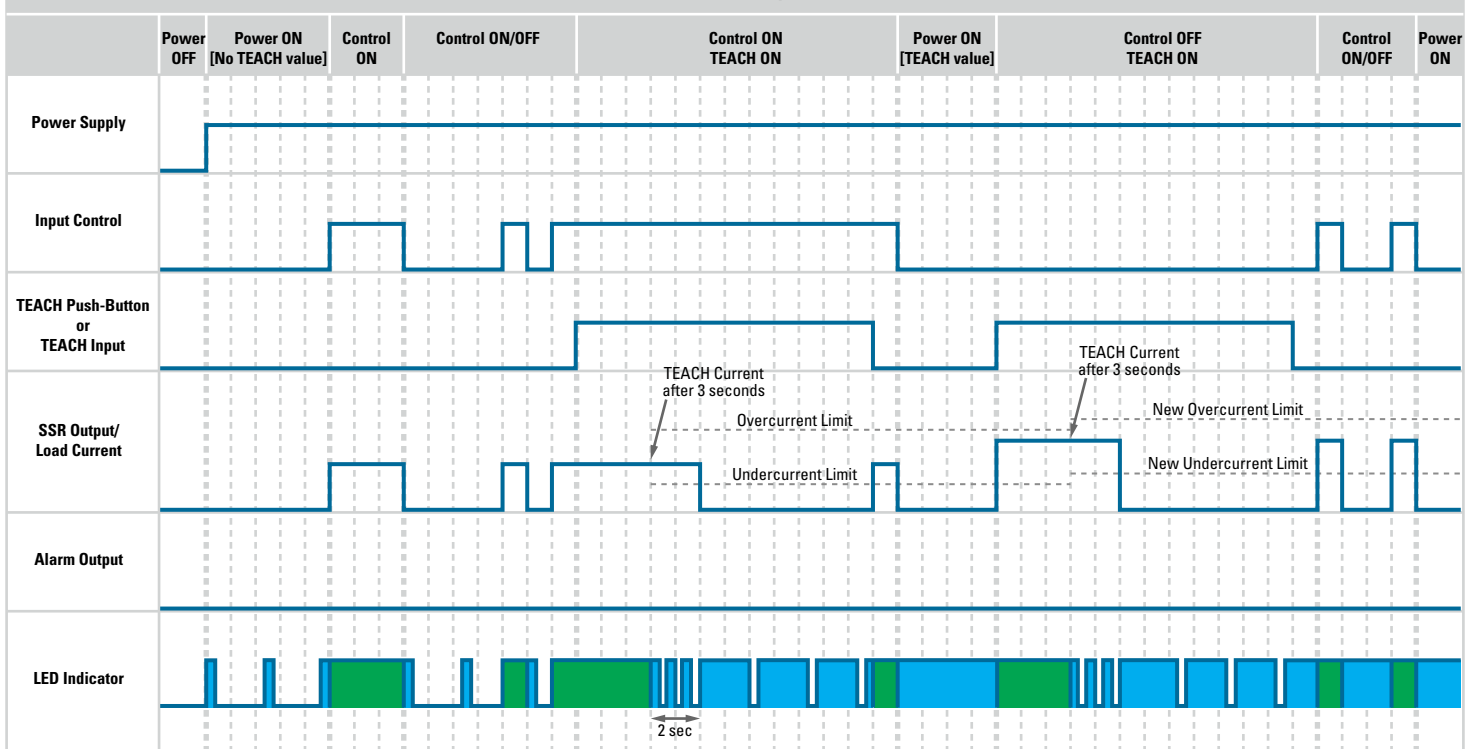 Power
OFF
Power ON
[No TEACH value]
Control
ON
Control ON/OFF
Control ON
TEACH ON
Power ON
[TEACH value]
Control OFF
TEACH ON
Control
ON/OFF
Power
ON
Power Supply
Input Control
TEACH Push-Button
or
TEACH Input
SSR Output/
Load Current
TEACH Current
after 3 seconds
Overcurrent Limit
Undercurrent Limit
TEACH Current
after 3 seconds
New Overcurrent Limit
New Undercurrent Limit
Alarm Output
LED Indicator
2 sec